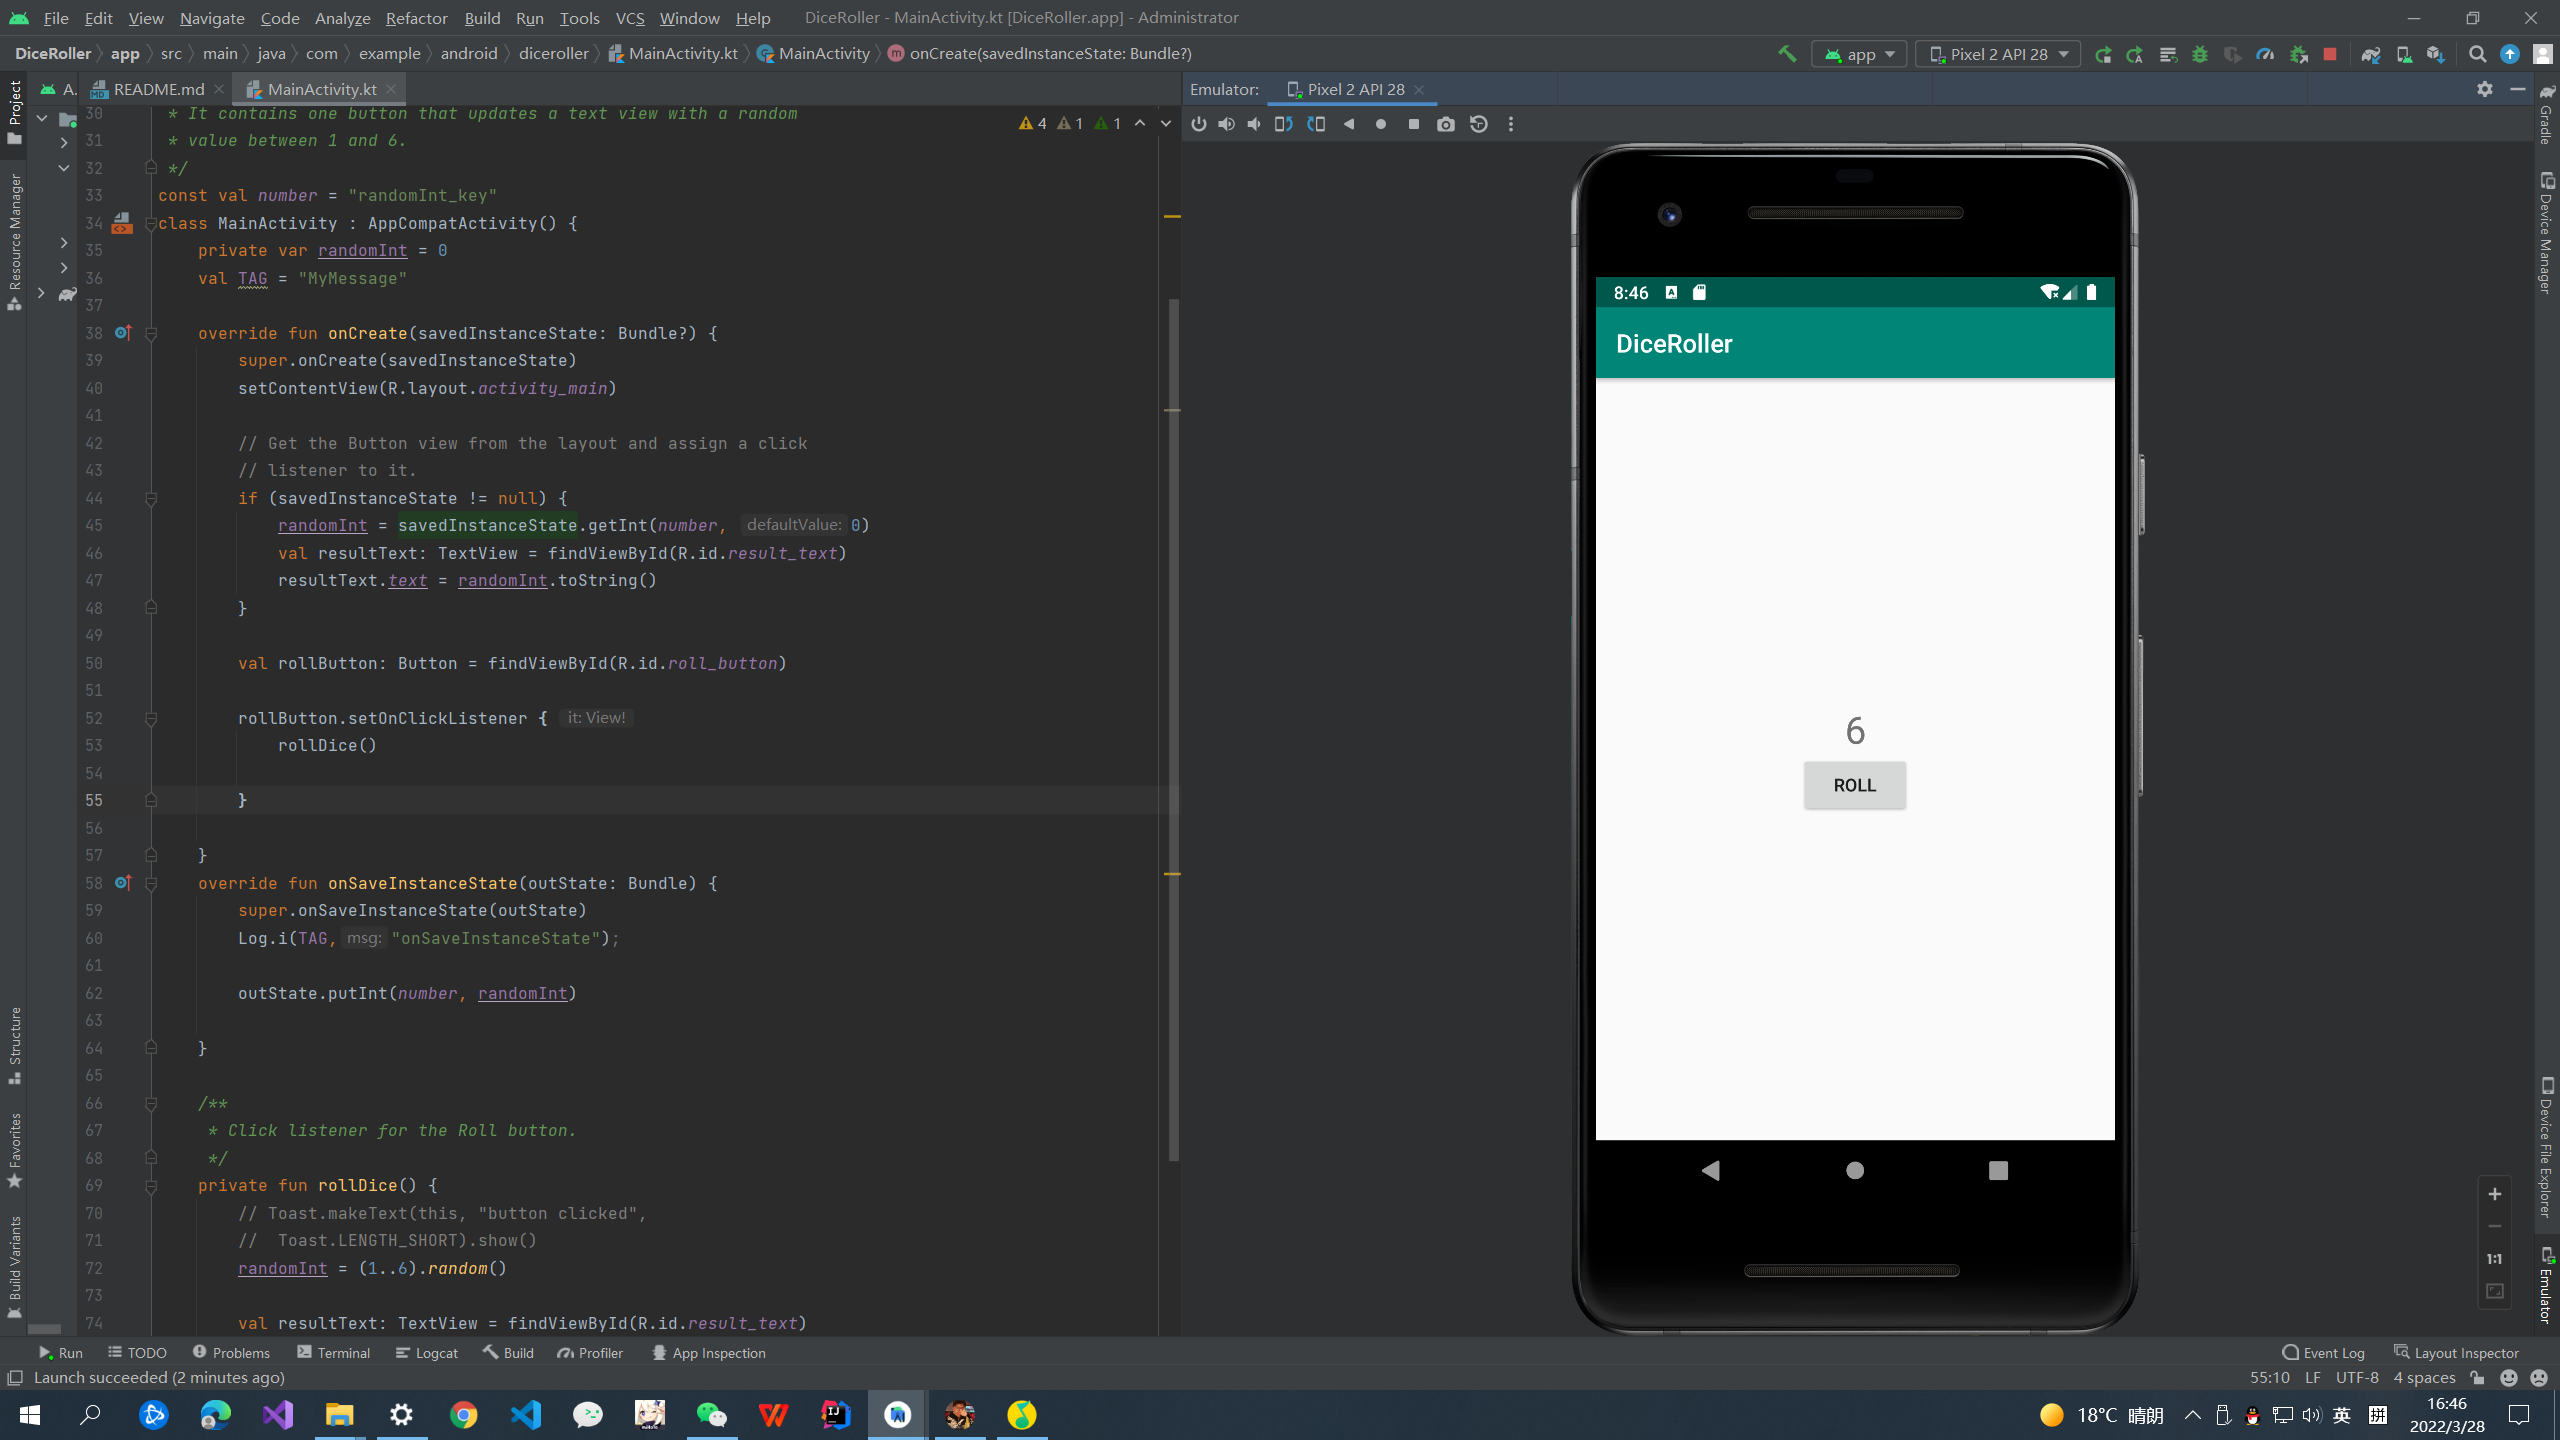 File Edit View Navigate Code Analyze Refactor Build Run Tools VCS Window Help DiceRoller - MainActivity.kt [DiceRoller.app] - Administrator
DiceRoller app src main java com example android diceroller MainActivity.kt MainActivity onCreate(savedInstanceState: Bundle?) app Pixel 2 API 28
A. README.md MainActivity.kt Emulator: Pixel 2 API 28
4 1 1
Project
Resource Manager
Structure
Favorites
Build Variants
30 * It contains one button that updates a text view with a random
31 * value between 1 and 6.
32 */
33 const val number = "randomInt_key"
34 class MainActivity : AppCompatActivity() {
35 private var randomInt = 0
36 val TAG = "MyMessage"
37
38 override fun onCreate(savedInstanceState: Bundle?) {
39 super.onCreate(savedInstanceState)
40 setContentView(R.layout.activity_main)
41
42 // Get the Button view from the layout and assign a click
43 // listener to it.
44 if (savedInstanceState != null) {
45 randomInt = savedInstanceState.getInt(number, defaultValue: 0)
46 val resultText: TextView = findViewById(R.id.result_text)
47 resultText.text = randomInt.toString()
48 }
49
50 val rollButton: Button = findViewById(R.id.roll_button)
51
52 rollButton.setOnClickListener { it: View!
53 rollDice()
54
55 }
56
57 }
58 override fun onSaveInstanceState(outState: Bundle) {
59 super.onSaveInstanceState(outState)
60 Log.i(TAG, msg: "onSaveInstanceState");
61
62 outState.putInt(number, randomInt)
63
64 }
65
66 /**
67 * Click listener for the Roll button.
68 */
69 private fun rollDice() {
70 // Toast.makeText(this, "button clicked",
71 //  Toast.LENGTH_SHORT).show()
72 randomInt = (1..6).random()
73
74 val resultText: TextView = findViewById(R.id.result_text)
8:46
DiceRoller
6
ROLL
1:1
Gradle
Device Manager
Device File Explorer
Emulator
Run TODO Problems Terminal Logcat Build Profiler App Inspection Event Log Layout Inspector
Launch succeeded (2 minutes ago) 55:10 LF UTF-8 4 spaces
18°C 晴朗 英 拼 16:46
2022/3/28